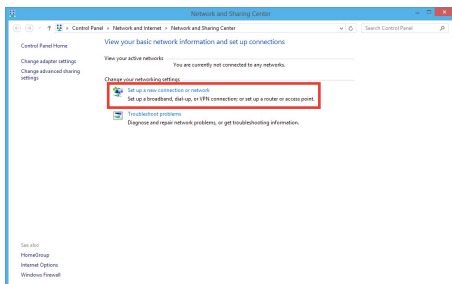 Network and Sharing Center
Control Panel ▸ Network and Internet ▸ Network and Sharing Center
Search Control Panel
Control Panel Home
Change adapter settings
Change advanced sharing
settings
View your basic network information and set up connections
View your active networks
You are currently not connected to any networks.
Change your networking settings
Set up a new connection or network
Set up a broadband, dial-up, or VPN connection; or set up a router or access point.
Troubleshoot problems
Diagnose and repair network problems, or get troubleshooting information.
See also
HomeGroup
Internet Options
Windows Firewall